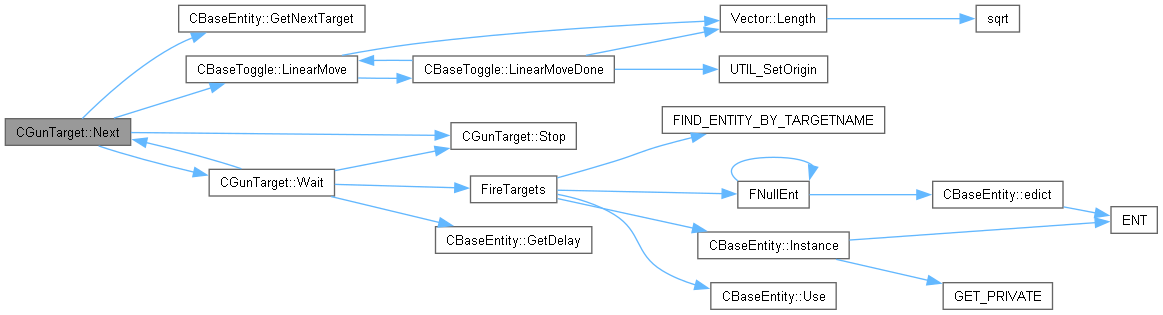 CBaseEntity::GetNextTarget
Vector::Length
sqrt
CBaseToggle::LinearMove
CBaseToggle::LinearMoveDone
UTIL_SetOrigin
CGunTarget::Next
CGunTarget::Stop
FIND_ENTITY_BY_TARGETNAME
CGunTarget::Wait
FireTargets
FNullEnt
CBaseEntity::edict
ENT
CBaseEntity::GetDelay
CBaseEntity::Instance
CBaseEntity::Use
GET_PRIVATE